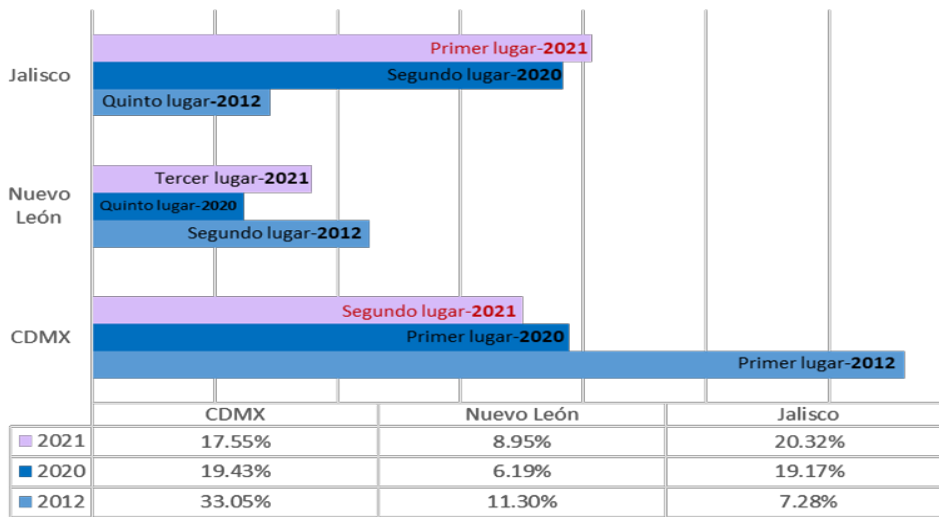 Primer lugar-2021
Jalisco
Segundo lugar-2020
Quinto lugar-2012
Tercer lugar-2021
Nuevo
León
Quinto lugar-2020
Segundo lugar-2012
Segundo lugar-2021
CDMX
Primer lugar-2020
Primer lugar-2012
CDMX Nuevo León Jalisco
2021 17.55% 8.95% 20.32%
2020 19.43% 6.19% 19.17%
2012 33.05% 11.30% 7.28%